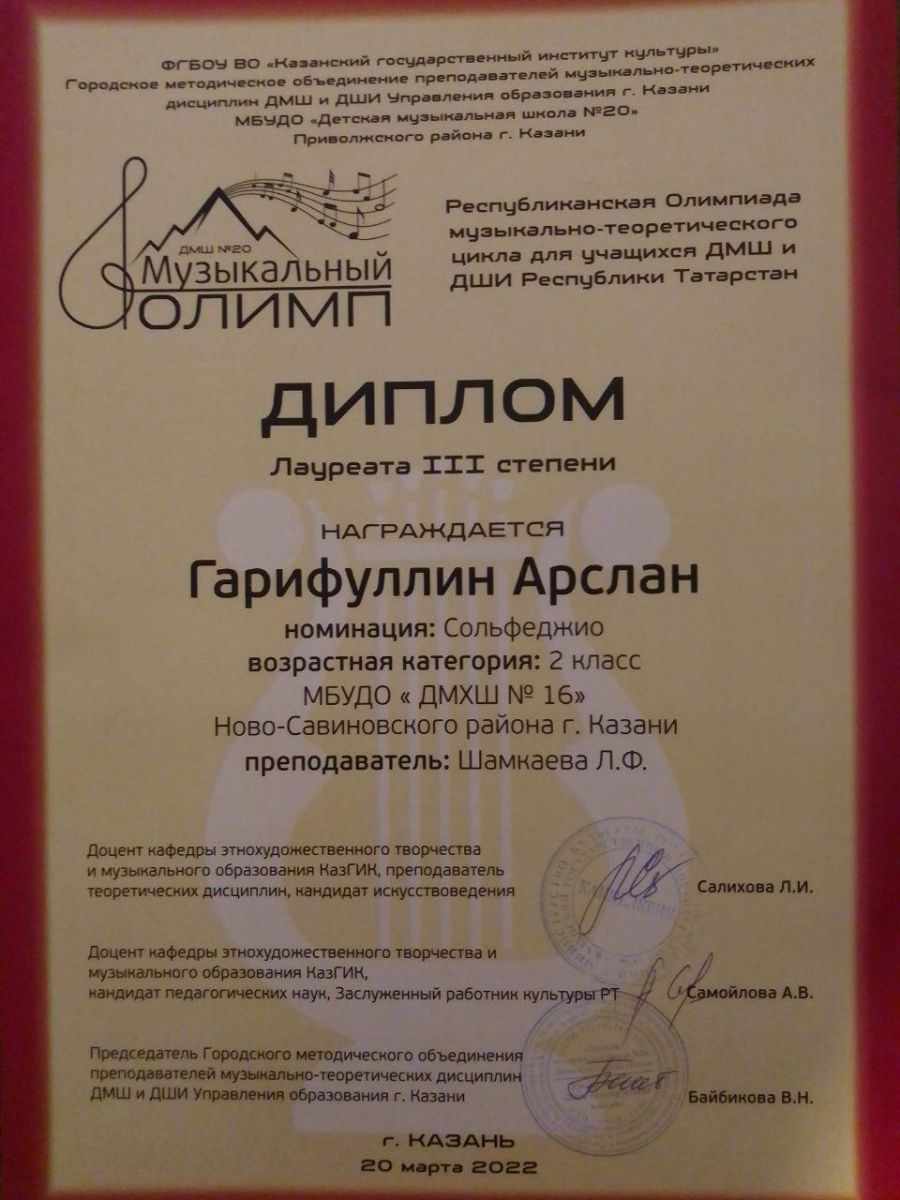 ФГБОУ ВО «Казанский государственный институт культуры»
Городское методическое объединение преподавателей музыкально-теоретических
дисциплин ДМШ и ДШИ Управления образования г. Казани
МБУДО «Детская музыкальная школа №20»
Приволжского района г. Казани
ДМШ №20
Музыкальный
ОЛИМП
Республиканская Олимпиада
музыкально-теоретического
цикла для учащихся ДМШ и
ДШИ Республики Татарстан
ДИПЛОМ
Лауреата III степени
НАГРАЖДАЕТСЯ
Гарифуллин Арслан
номинация: Сольфеджио
возрастная категория: 2 класс
МБУДО « ДМХШ № 16»
Ново-Савиновского района г. Казани
преподаватель: Шамкаева Л.Ф.
Доцент кафедры этнохудожественного творчества
и музыкального образования КазГИК, преподаватель
теоретических дисциплин, кандидат искусствоведения
Салихова Л.И.
Доцент кафедры этнохудожественного творчества и
музыкального образования КазГИК,
кандидат педагогических наук, Заслуженный работник культуры РТ
Самойлова А.В.
Председатель Городского методического объединения
преподавателей музыкально-теоретических дисциплин
ДМШ и ДШИ Управления образования г. Казани
Байбикова В.Н.
г. КАЗАНЬ
20 марта 2022